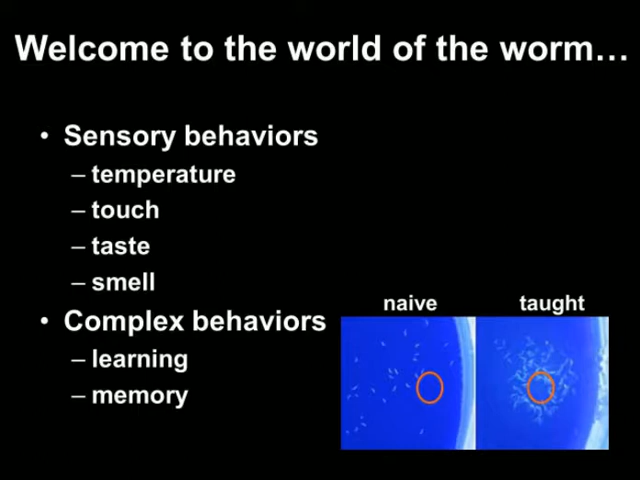 Welcome to the world of the worm…
• Sensory behaviors
– temperature
– touch
– taste
– smell
• Complex behaviors
– learning
– memory
naive taught